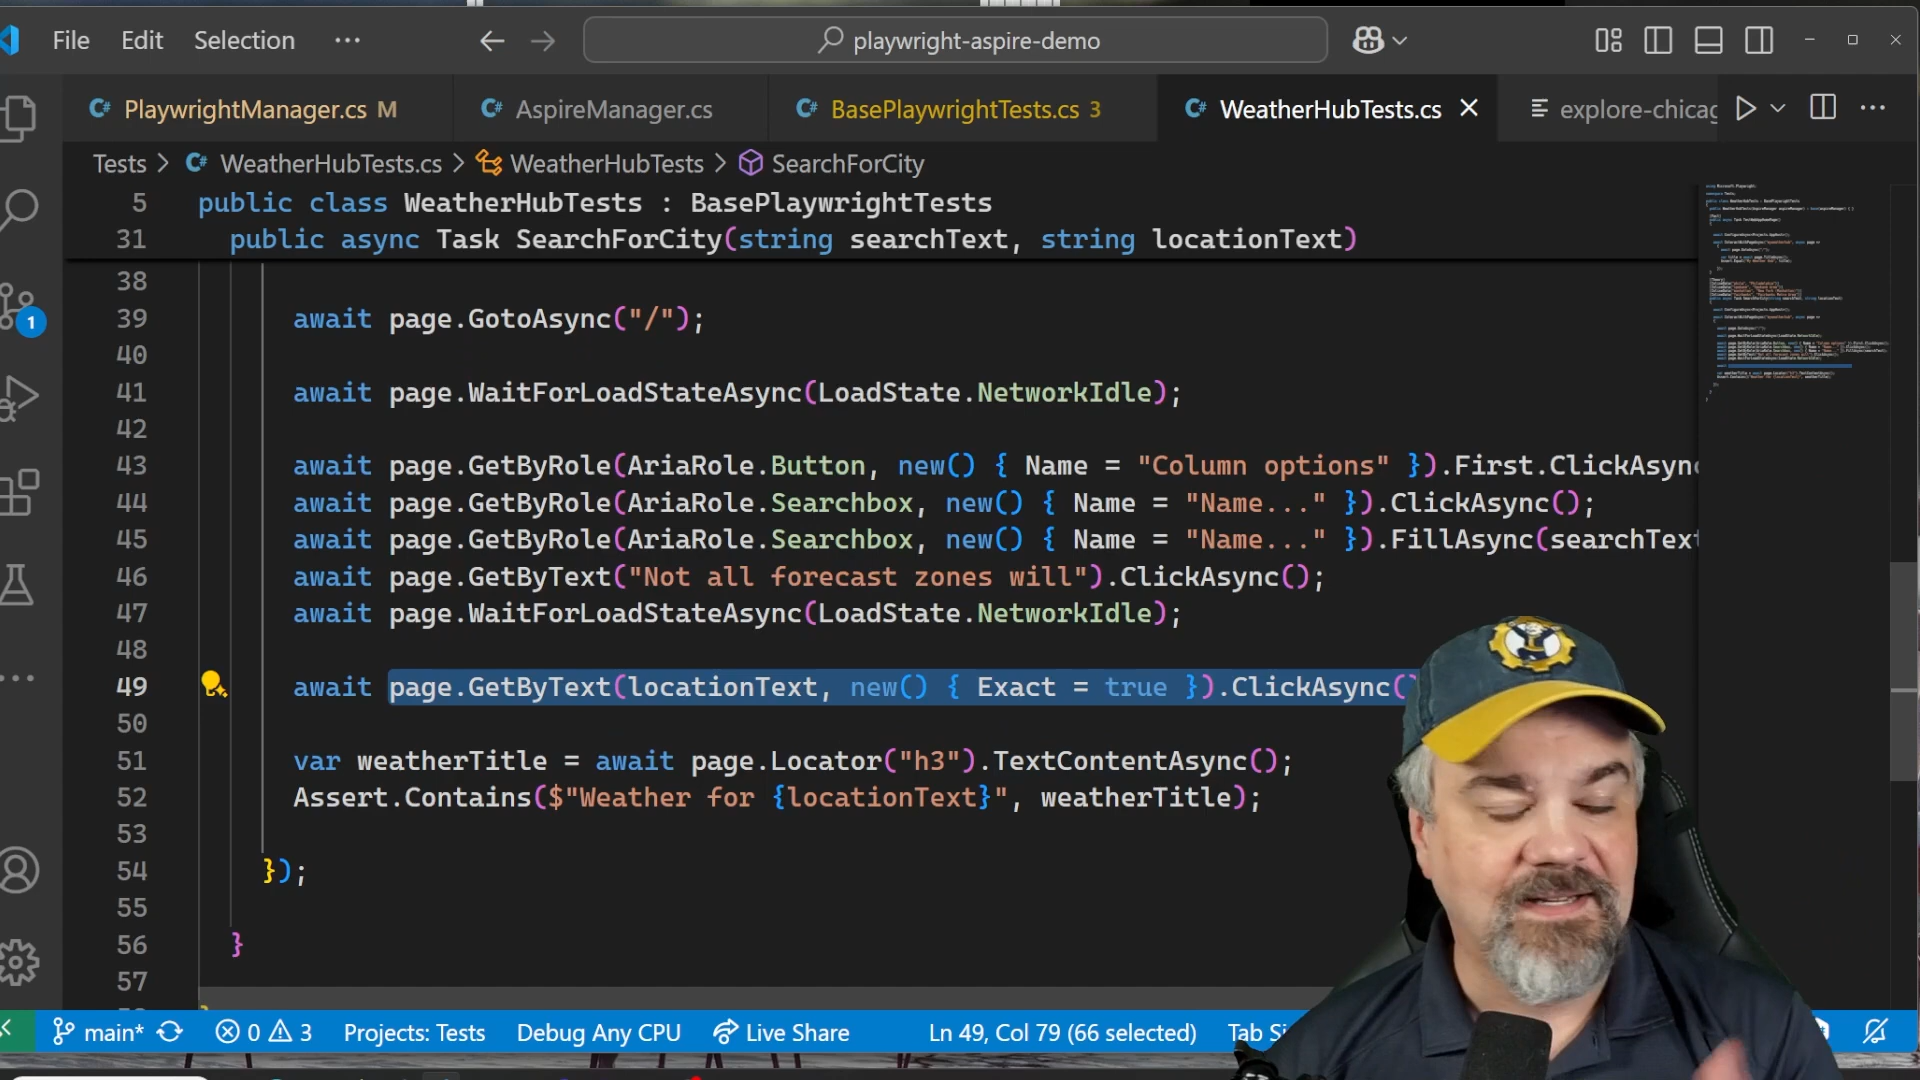 File Edit Selection ··· playwright-aspire-demo
PlaywrightManager.cs M AspireManager.cs BasePlaywrightTests.cs 3 WeatherHubTests.cs explore-chicag
Tests > WeatherHubTests.cs > WeatherHubTests > SearchForCity
5 public class WeatherHubTests : BasePlaywrightTests
31 public async Task SearchForCity(string searchText, string locationText)
38
39 await page.GotoAsync("/");
40
41 await page.WaitForLoadStateAsync(LoadState.NetworkIdle);
42
43 await page.GetByRole(AriaRole.Button, new() { Name = "Column options" }).First.ClickAsync
44 await page.GetByRole(AriaRole.Searchbox, new() { Name = "Name..." }).ClickAsync();
45 await page.GetByRole(AriaRole.Searchbox, new() { Name = "Name..." }).FillAsync(searchText
46 await page.GetByText("Not all forecast zones will").ClickAsync();
47 await page.WaitForLoadStateAsync(LoadState.NetworkIdle);
48
49 await page.GetByText(locationText, new() { Exact = true }).ClickAsync()
50
51 var weatherTitle = await page.Locator("h3").TextContentAsync();
52 Assert.Contains($"Weather for {locationText}", weatherTitle);
53
54 });
55
56 }
57
1
main* 0 3 Projects: Tests Debug Any CPU Live Share Ln 49, Col 79 (66 selected) Tab Si